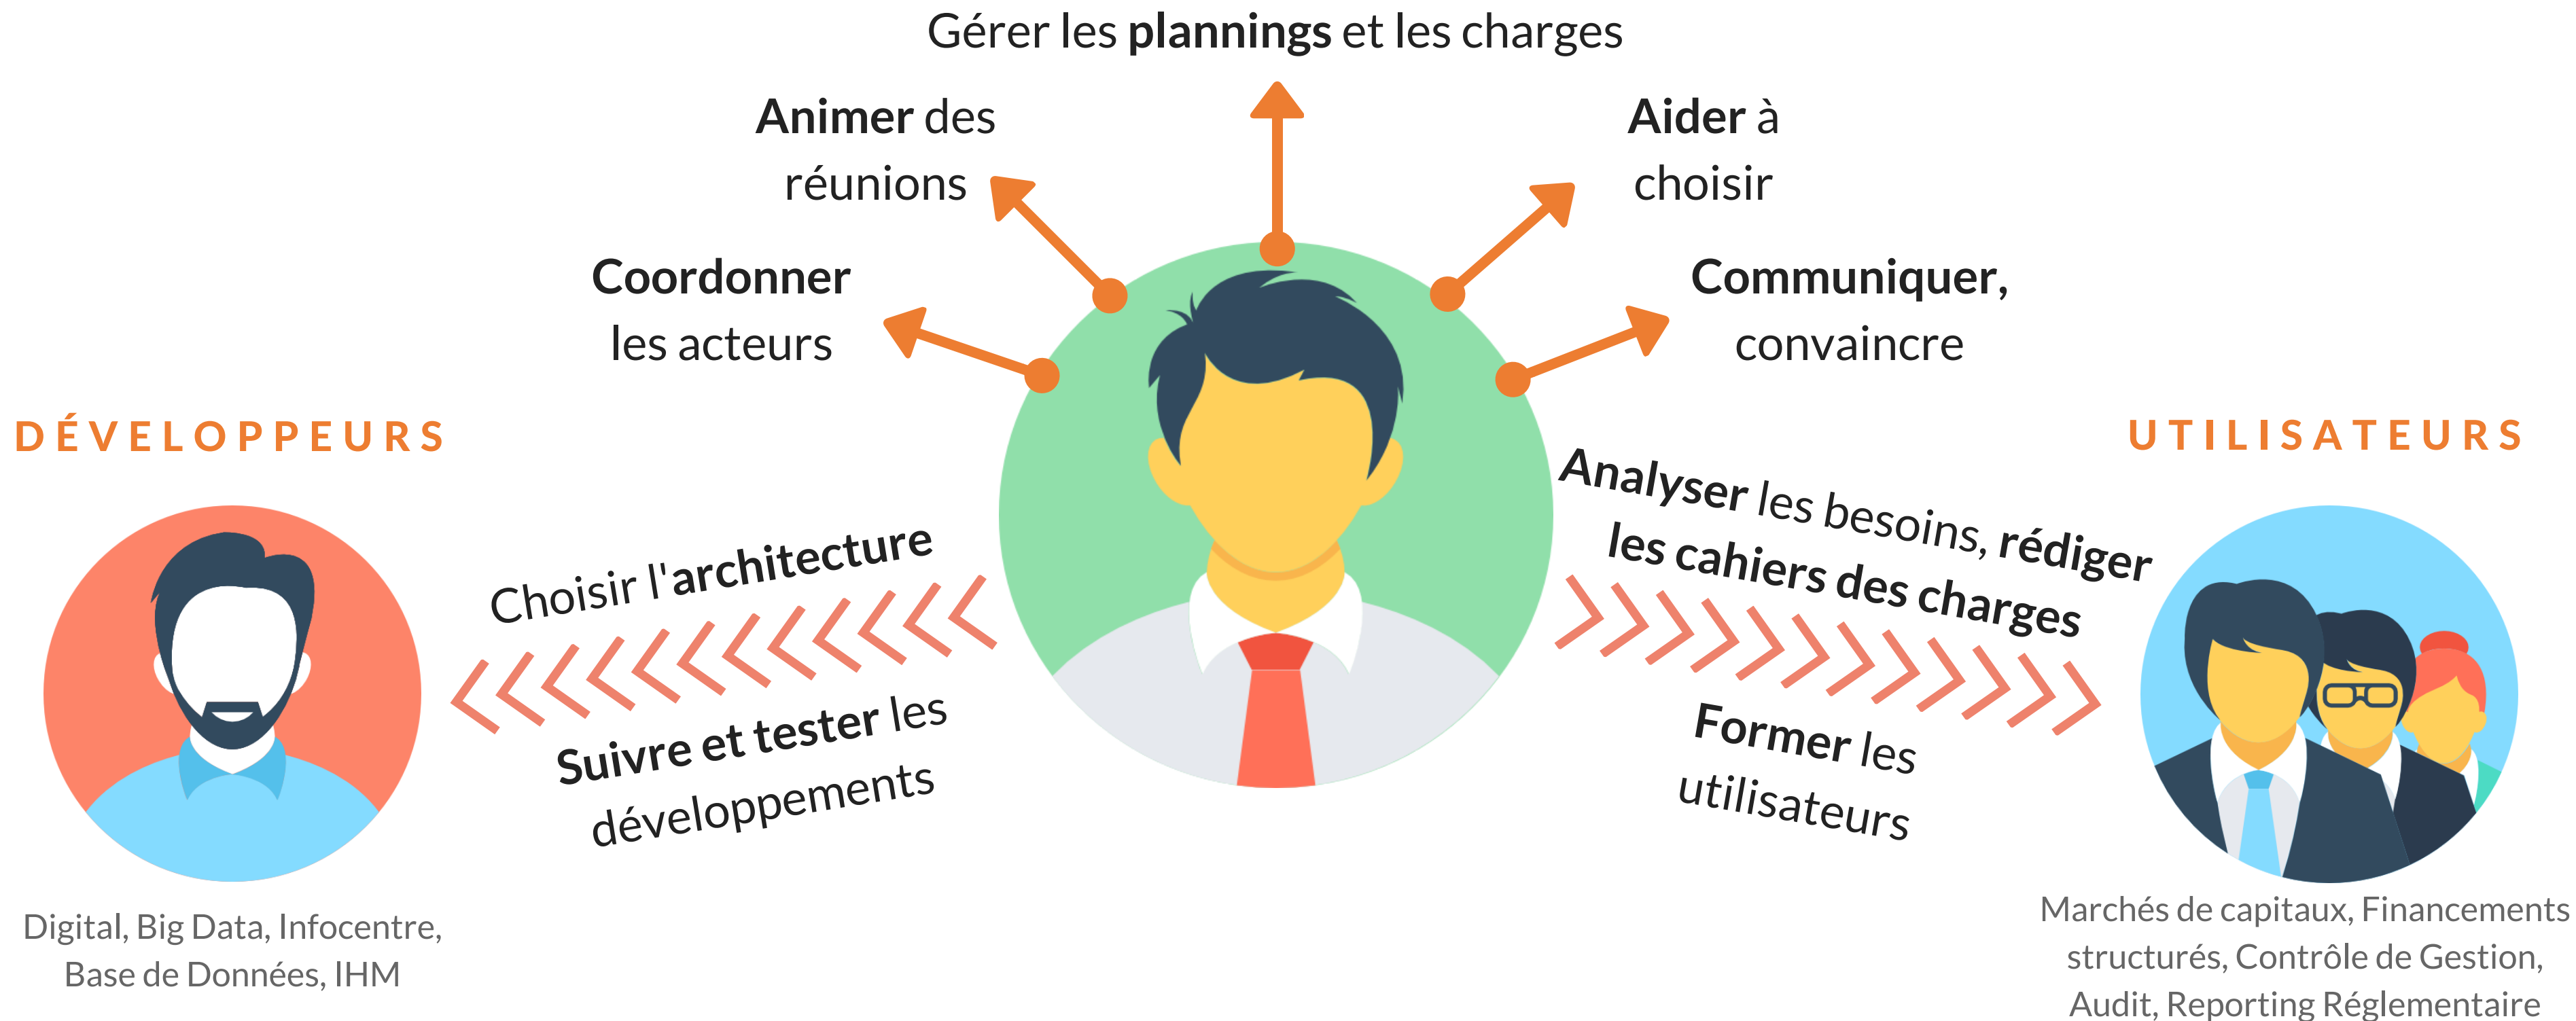 Gérer les plannings et les charges
Animer des
réunions
Aider à
choisir
Coordonner
les acteurs
Communiquer,
convaincre
DÉVELOPPEURS
UTILISATEURS
Choisir l'architecture
Suivre et tester les
développements
Analyser les besoins, rédiger
les cahiers des charges
Former les
utilisateurs
Digital, Big Data, Infocentre,
Base de Données, IHM
Marchés de capitaux, Financements
structurés, Contrôle de Gestion,
Audit, Reporting Réglementaire